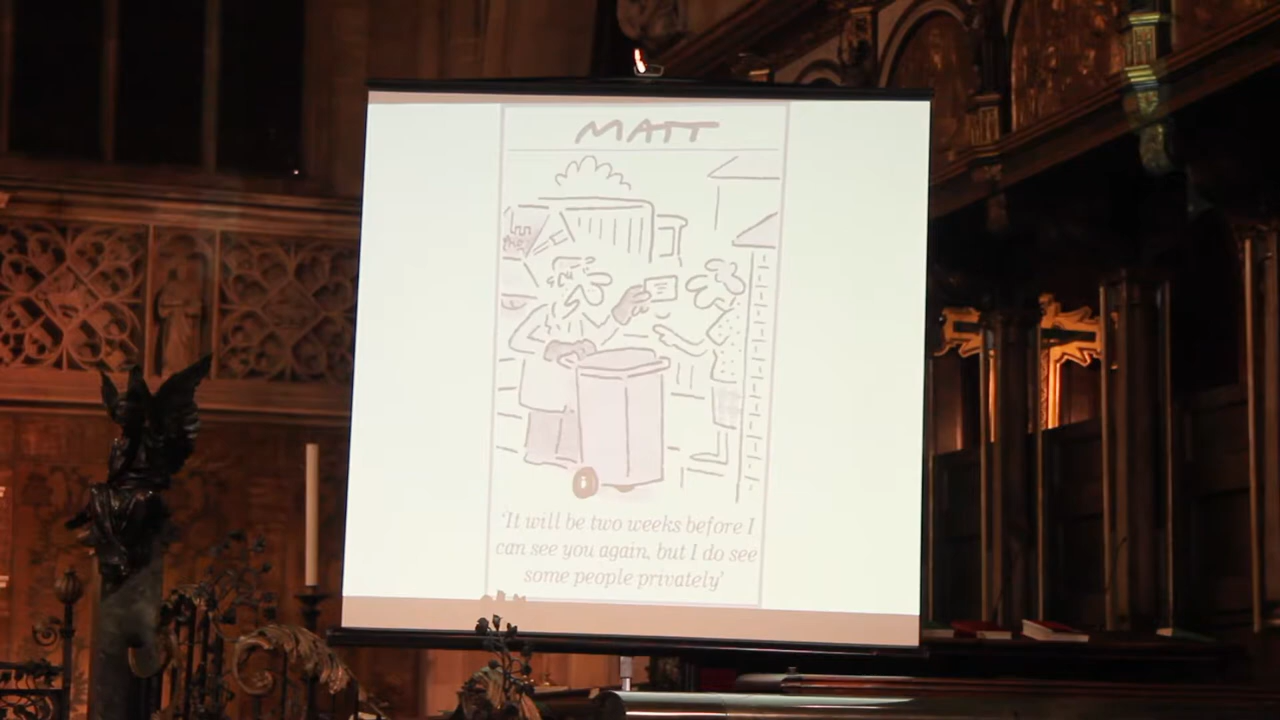 MATT
'It will be two weeks before I
can see you again, but I do see
some people privately'